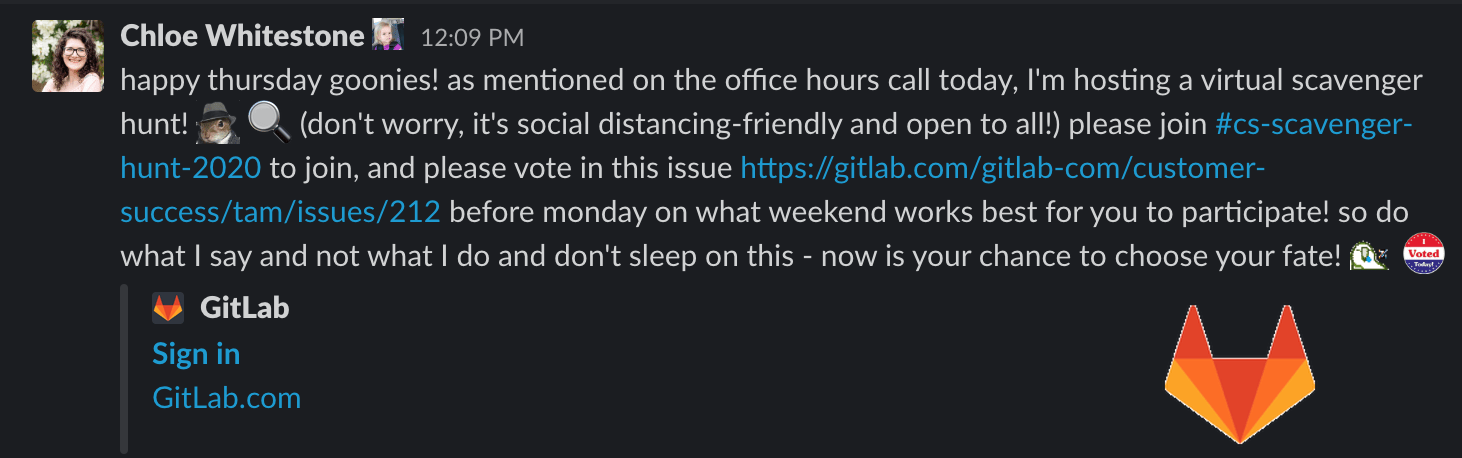 Chloe Whitestone 12:09 PM
happy thursday goonies! as mentioned on the office hours call today, I'm hosting a virtual scavenger
hunt! (don't worry, it's social distancing-friendly and open to all!) please join #cs-scavenger-
hunt-2020 to join, and please vote in this issue https://gitlab.com/gitlab-com/customer-
success/tam/issues/212 before monday on what weekend works best for you to participate! so do
what I say and not what I do and don't sleep on this - now is your chance to choose your fate!
I Voted Today!
GitLab
Sign in
GitLab.com